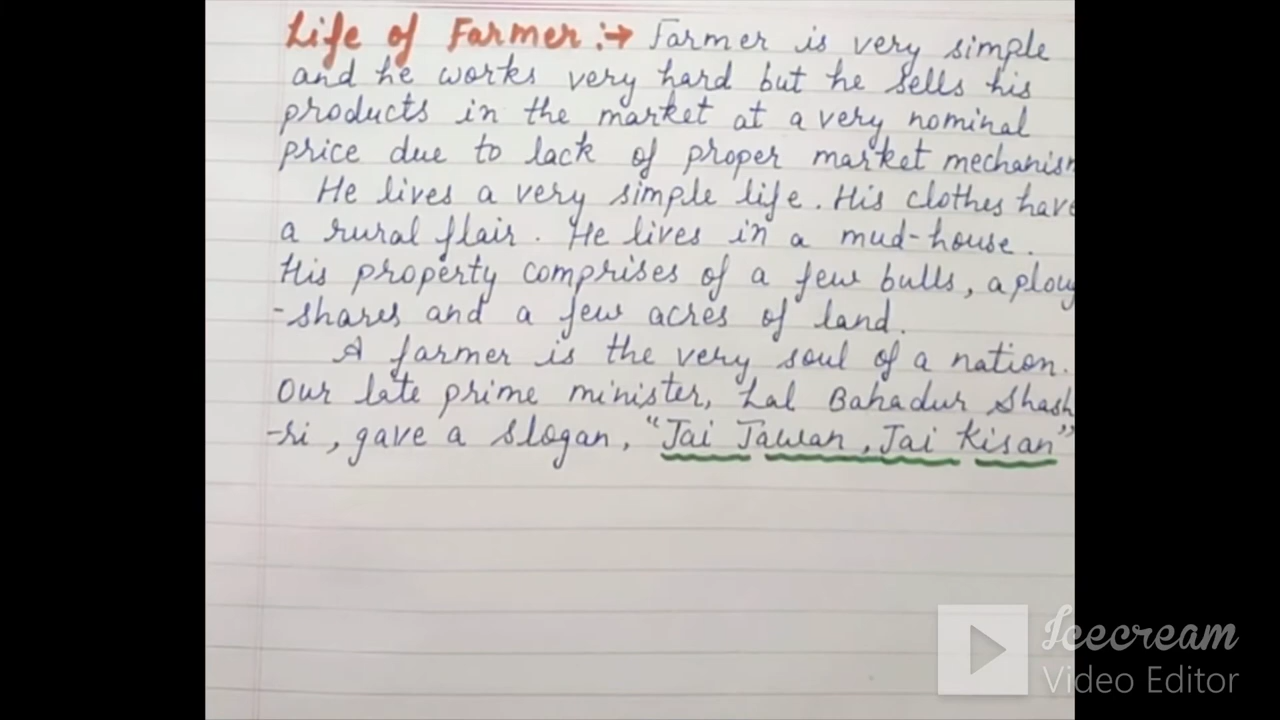 Life of Farmer :→ Farmer is very simple
and he works very hard but he sells his
products in the market at a very nominal
price due to lack of proper market mechanism
He lives a very simple life. His clothes have
a rural flair. He lives in a mud-house.
His property comprises of a few bulls, a ploug
-shares and a few acres of land.
A farmer is the very soul of a nation.
Our late prime minister, Lal Bahadur Shash
-ri, gave a slogan, "Jai Jawan, Jai Kisan"
Icecream
Video Editor